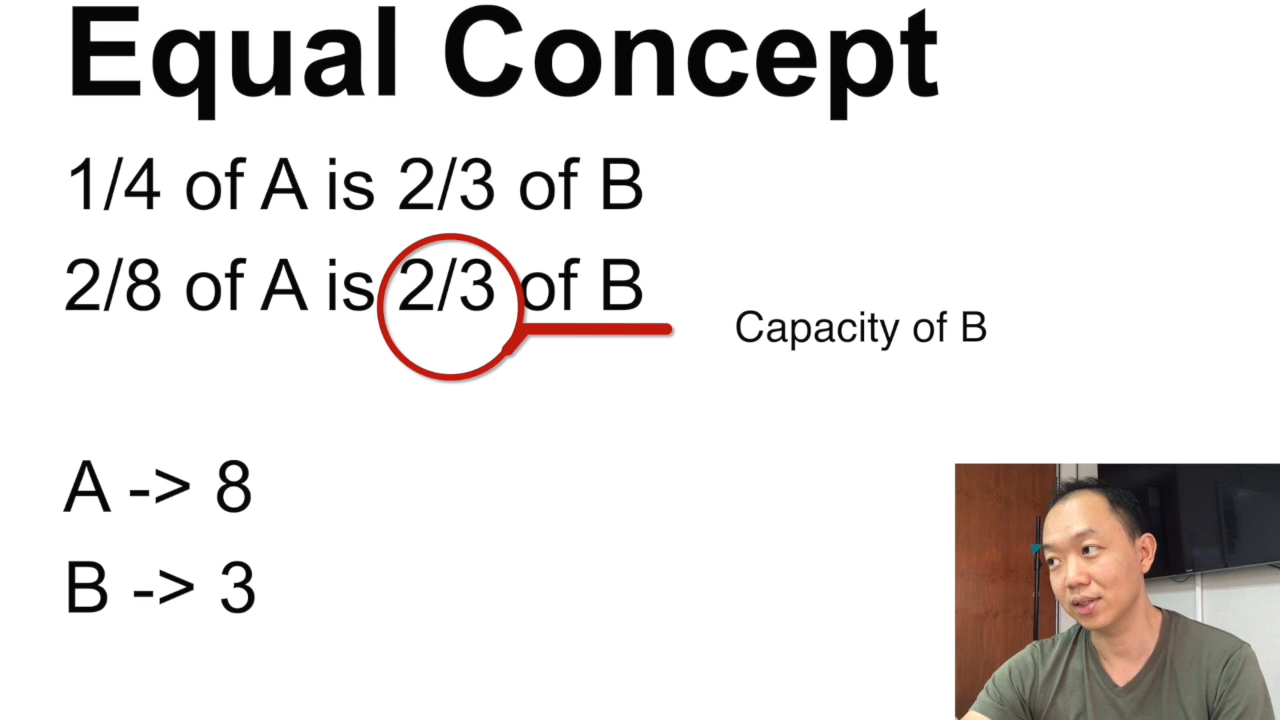 Equal Concept
1/4 of A is 2/3 of B
2/8 of A is 2/3 of B
Capacity of B
A -> 8
B -> 3